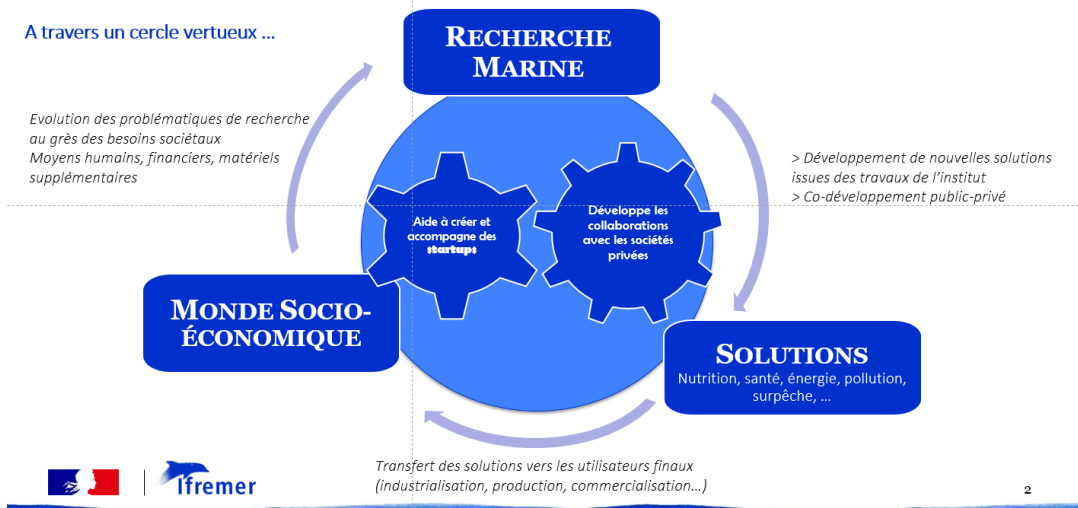 A travers un cercle vertueux ...
RECHERCHE
MARINE
Evolution des problématiques de recherche
au grès des besoins sociétaux
Moyens humains, financiers, matériels
supplémentaires
> Développement de nouvelles solutions
issues des travaux de l'institut
> Co-développement public-privé
Aide à créer et
accompagne des
startups
Développe les
collaborations
avec les sociétés
privées
MONDE SOCIO-
ÉCONOMIQUE
SOLUTIONS
Nutrition, santé, énergie, pollution,
surpêche, ...
Transfert des solutions vers les utilisateurs finaux
(industrialisation, production, commercialisation...)
Ifremer
2